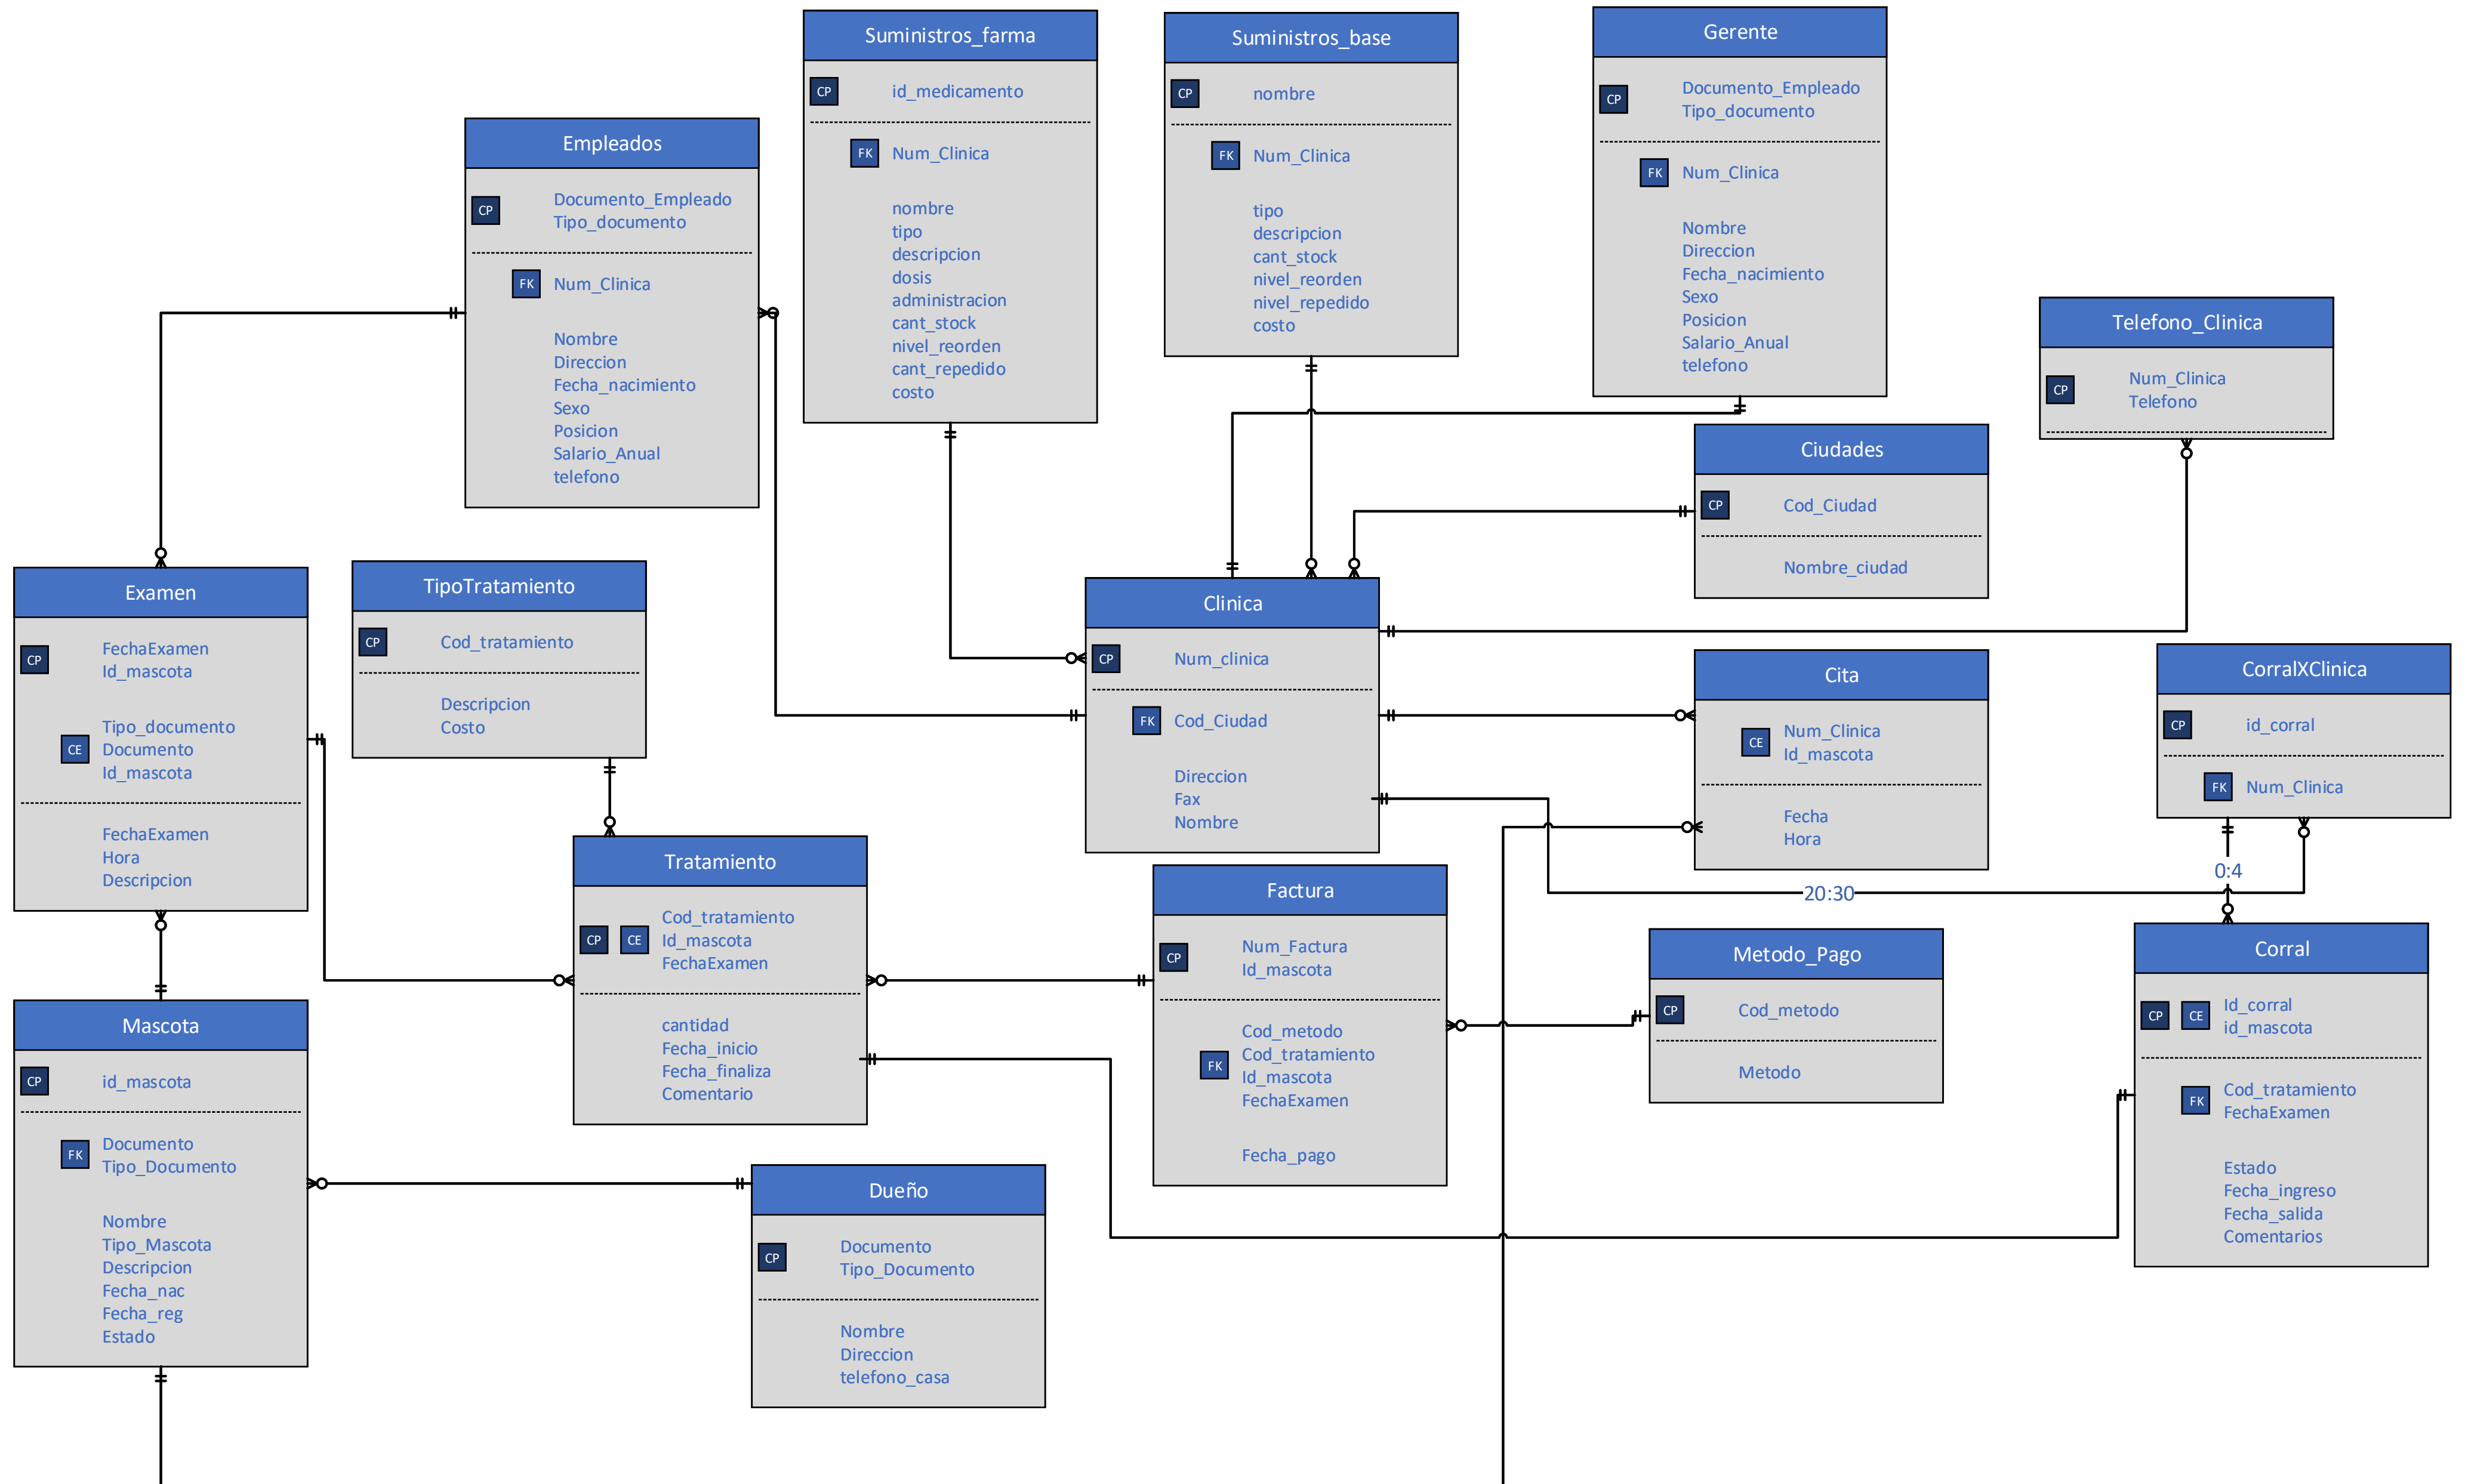 Suministros_farma
CP
id_medicamento
FK
Num_Clinica
nombre
tipo
descripcion
dosis
administracion
cant_stock
nivel_reorden
cant_repedido
costo
Suministros_base
CP
nombre
FK
Num_Clinica
tipo
descripcion
cant_stock
nivel_reorden
nivel_repedido
costo
Gerente
CP
Documento_Empleado
Tipo_documento
FK
Num_Clinica
Nombre
Direccion
Fecha_nacimiento
Sexo
Posicion
Salario_Anual
telefono
Empleados
CP
Documento_Empleado
Tipo_documento
FK
Num_Clinica
Nombre
Direccion
Fecha_nacimiento
Sexo
Posicion
Salario_Anual
telefono
Telefono_Clinica
CP
Num_Clinica
Telefono
Ciudades
CP
Cod_Ciudad
Nombre_ciudad
Examen
CP
FechaExamen
Id_mascota
CE
Tipo_documento
Documento
Id_mascota
FechaExamen
Hora
Descripcion
TipoTratamiento
CP
Cod_tratamiento
Descripcion
Costo
Clinica
CP
Num_clinica
FK
Cod_Ciudad
Direccion
Fax
Nombre
Cita
CE
Num_Clinica
Id_mascota
Fecha
Hora
CorralXClinica
CP
id_corral
FK
Num_Clinica
0:4
20:30
Tratamiento
CP
CE
Cod_tratamiento
Id_mascota
FechaExamen
cantidad
Fecha_inicio
Fecha_finaliza
Comentario
Factura
CP
Num_Factura
Id_mascota
FK
Cod_metodo
Cod_tratamiento
Id_mascota
FechaExamen
Fecha_pago
Metodo_Pago
CP
Cod_metodo
Metodo
Corral
CP
CE
Id_corral
id_mascota
FK
Cod_tratamiento
FechaExamen
Estado
Fecha_ingreso
Fecha_salida
Comentarios
Mascota
CP
id_mascota
FK
Documento
Tipo_Documento
Nombre
Tipo_Mascota
Descripcion
Fecha_nac
Fecha_reg
Estado
Dueño
CP
Documento
Tipo_Documento
Nombre
Direccion
telefono_casa